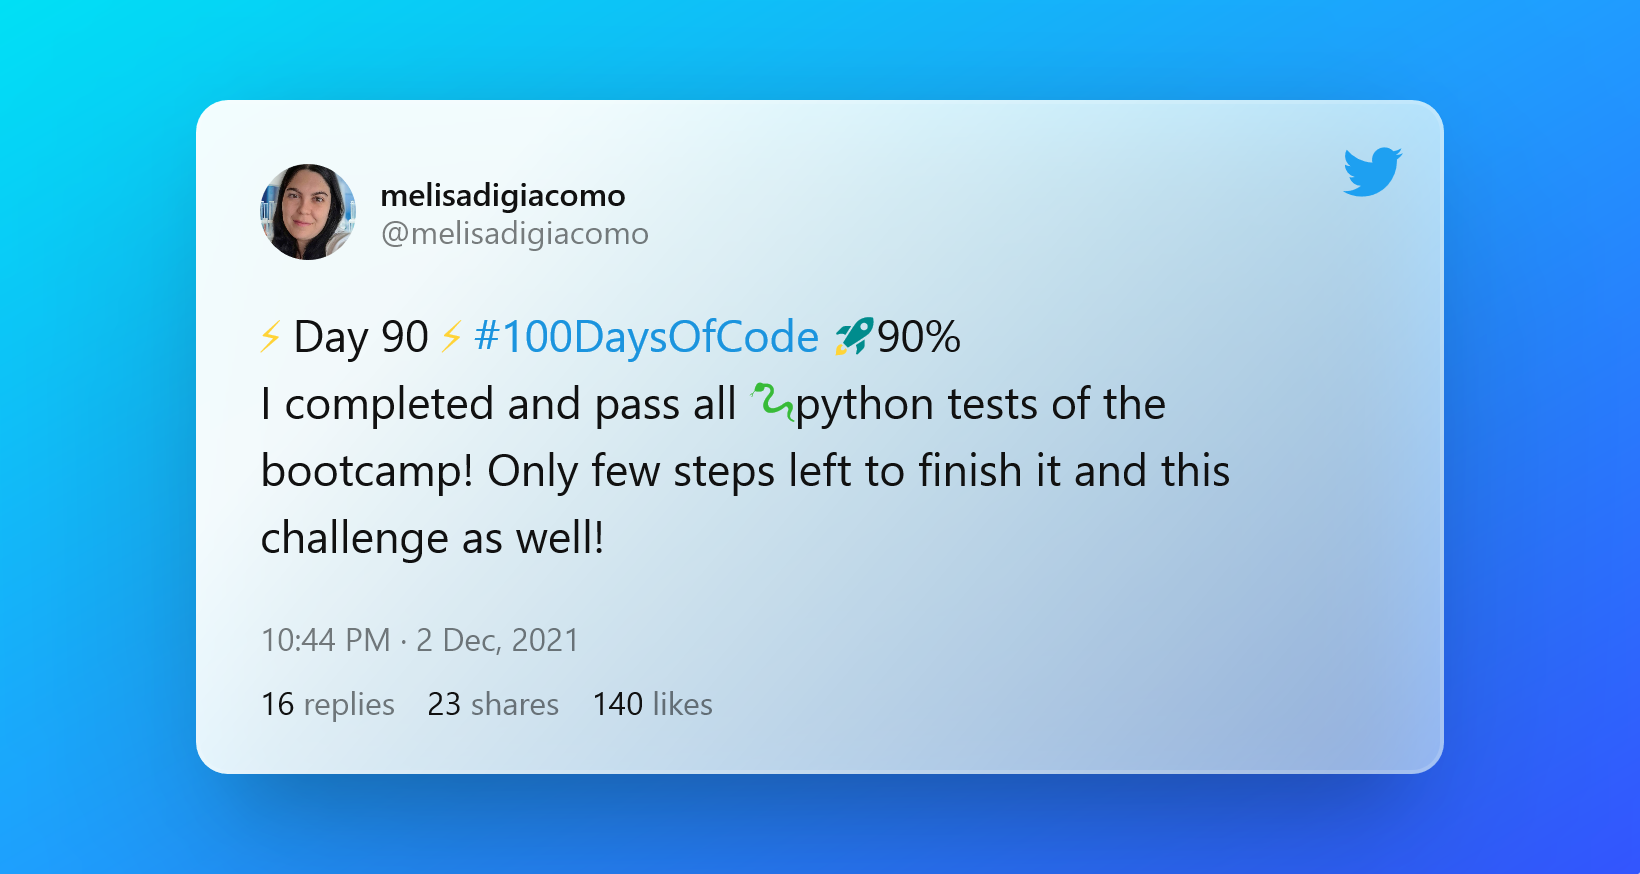 melisadigiacomo
@melisadigiacomo
⚡ Day 90 ⚡ #100DaysOfCode 🚀90%
I completed and pass all 🐍python tests of the
bootcamp! Only few steps left to finish it and this
challenge as well!
10:44 PM · 2 Dec, 2021
16 replies 23 shares 140 likes